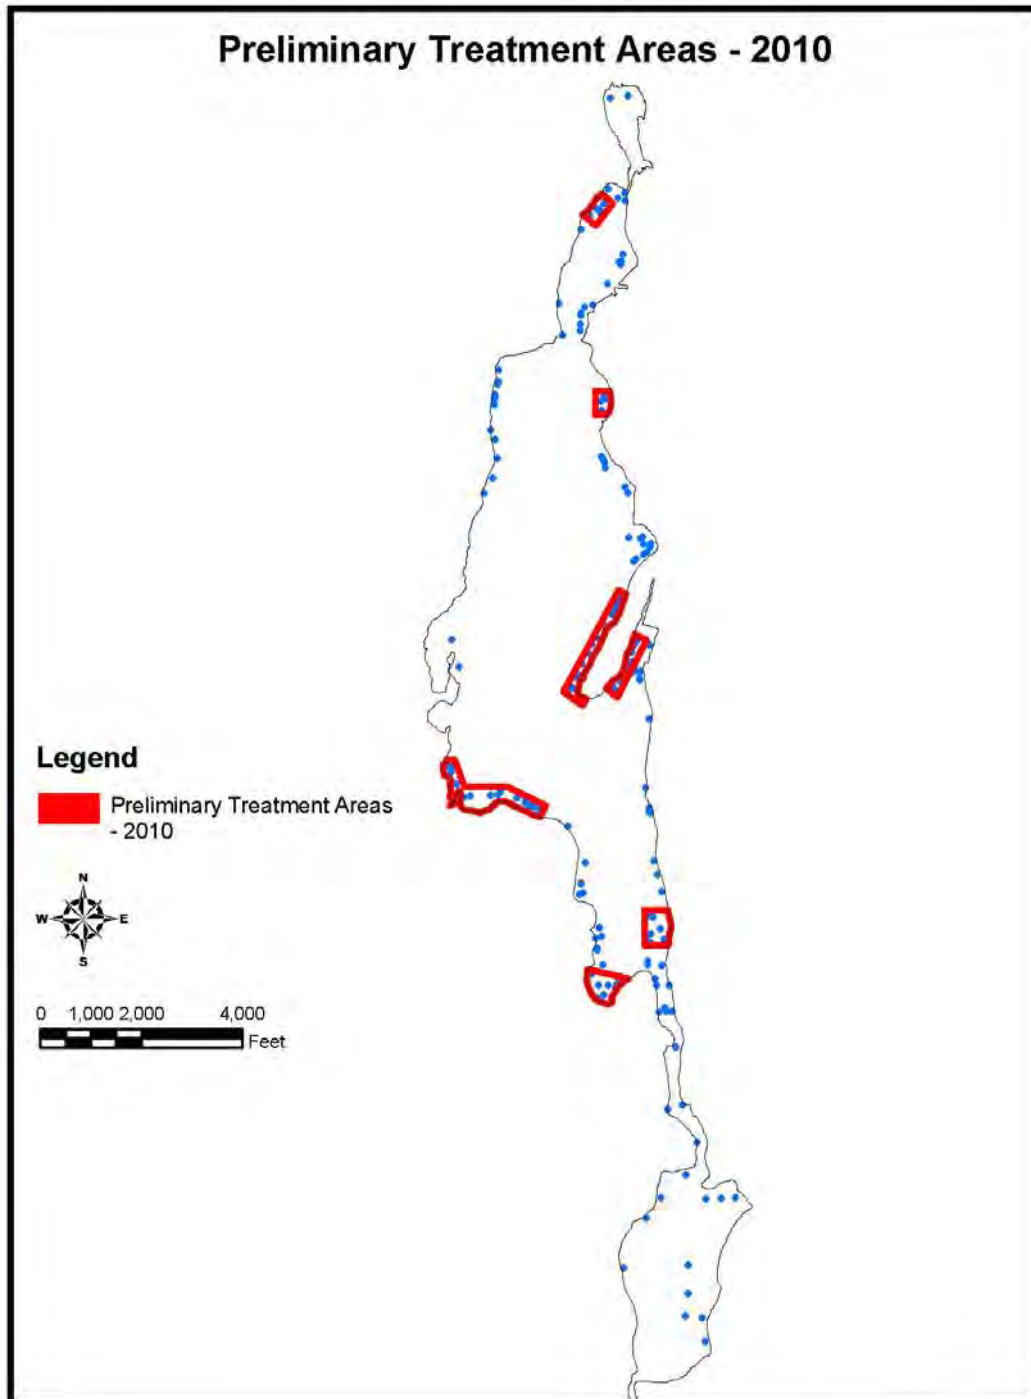 Preliminary Treatment Areas - 2010
Legend
Preliminary Treatment Areas
- 2010
N
W E
S
0 1,000 2,000 4,000
Feet